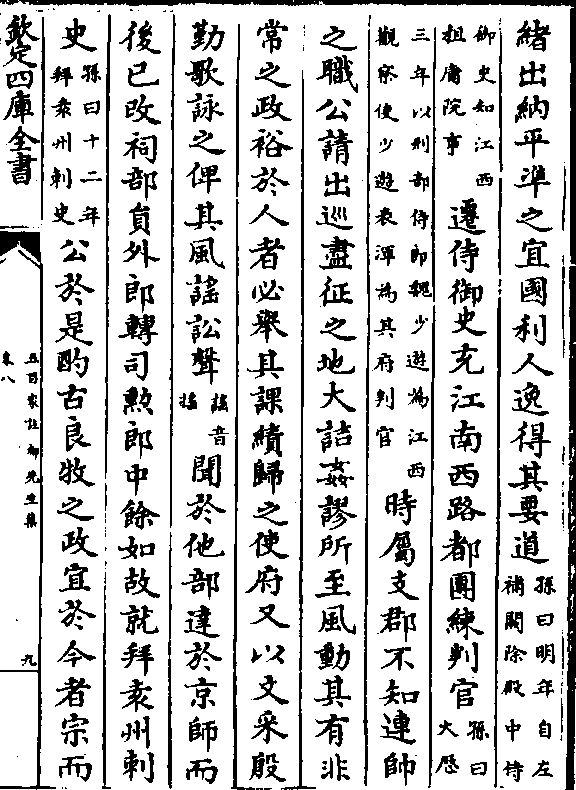 緒出納平準之宜國利人逸得其要道孫曰明年自左補闕除殿中侍
御史知江西租庸院事遷侍御史充江南西路都團練判官孫曰大厯
三年以刑部侍郎魏少遊為江西觀察使少遊表渾為其府判官時屬支郡不知連帥
之職公請出巡盡征之地大詰姦謬所至風動其有非
常之政裕於人者必舉其課績歸之使府又以文采殷
勤歌詠之俾其風謡訟聲謡音揺聞於他部達於京師而
後已改祠部員外郎轉司勲郎中餘如故就拜袁州刺
史孫曰十二年拜袁州刺史公於是酌古良牧之政宜於今者宗而
欽定四庫全書
五百家註柳先生集
卷八
九